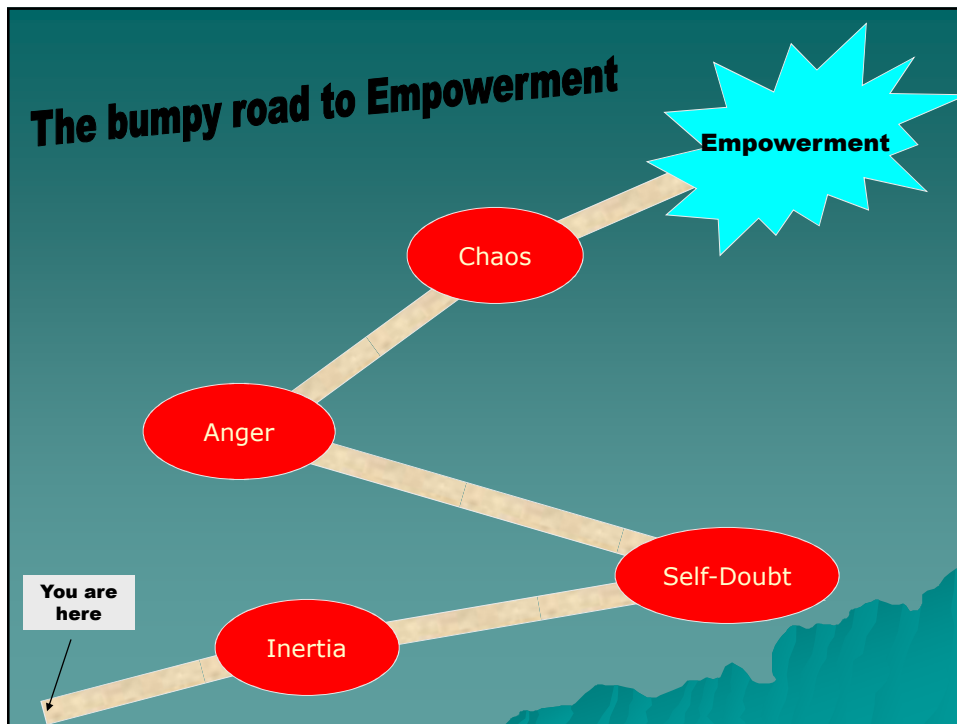 The bumpy road to Empowerment
Empowerment
Chaos
Anger
Self-Doubt
You are
here
Inertia